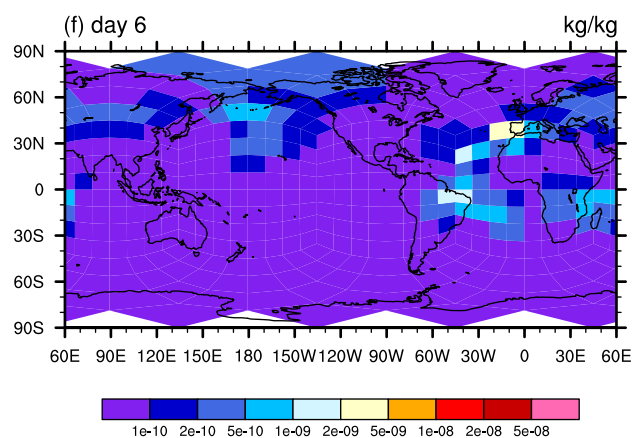 (f) day 6 kg/kg
90N
60N
30N
0
30S
60S
90S
60E 90E 120E 150E 180 150W 120W 90W 60W 30W 0 30E 60E
1e-10 2e-10 5e-10 1e-09 2e-09 5e-09 1e-08 2e-08 5e-08